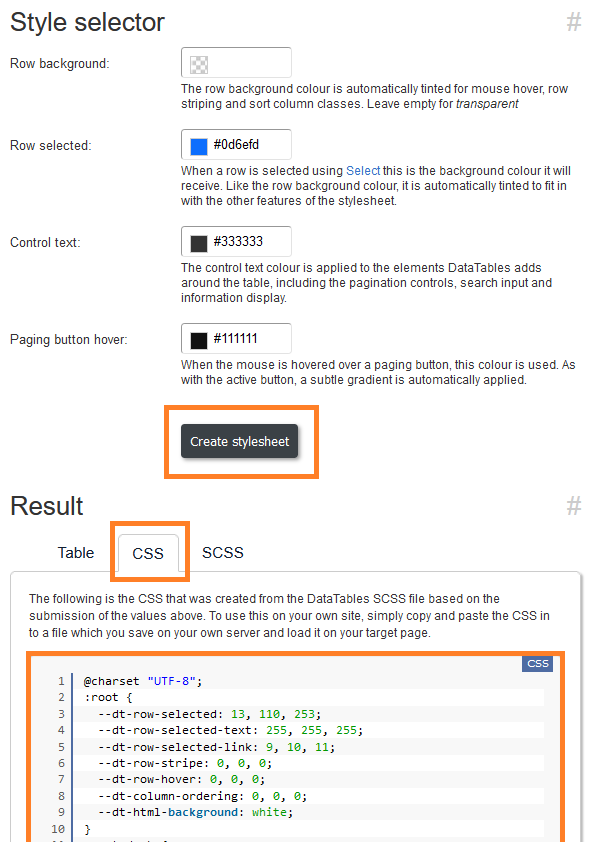 Style selector #
Row background:
The row background colour is automatically tinted for mouse hover, row
striping and sort column classes. Leave empty for transparent
Row selected: #0d6efd
When a row is selected using Select this is the background colour it will
receive. Like the row background colour, it is automatically tinted to fit in
with the other features of the stylesheet.
Control text: #333333
The control text colour is applied to the elements DataTables adds
around the table, including the pagination controls, search input and
information display.
Paging button hover: #111111
When the mouse is hovered over a paging button, this colour is used. As
with the active button, a subtle gradient is automatically applied.
Create stylesheet
Result #
Table CSS SCSS
The following is the CSS that was created from the DataTables SCSS file based on the
submission of the values above. To use this on your own site, simply copy and paste the CSS in
to a file which you save on your own server and load it on your target page.
CSS
1 @charset "UTF-8";
2 :root {
3 --dt-row-selected: 13, 110, 253;
4 --dt-row-selected-text: 255, 255, 255;
5 --dt-row-selected-link: 9, 10, 11;
6 --dt-row-stripe: 0, 0, 0;
7 --dt-row-hover: 0, 0, 0;
8 --dt-column-ordering: 0, 0, 0;
9 --dt-html-background: white;
10 }